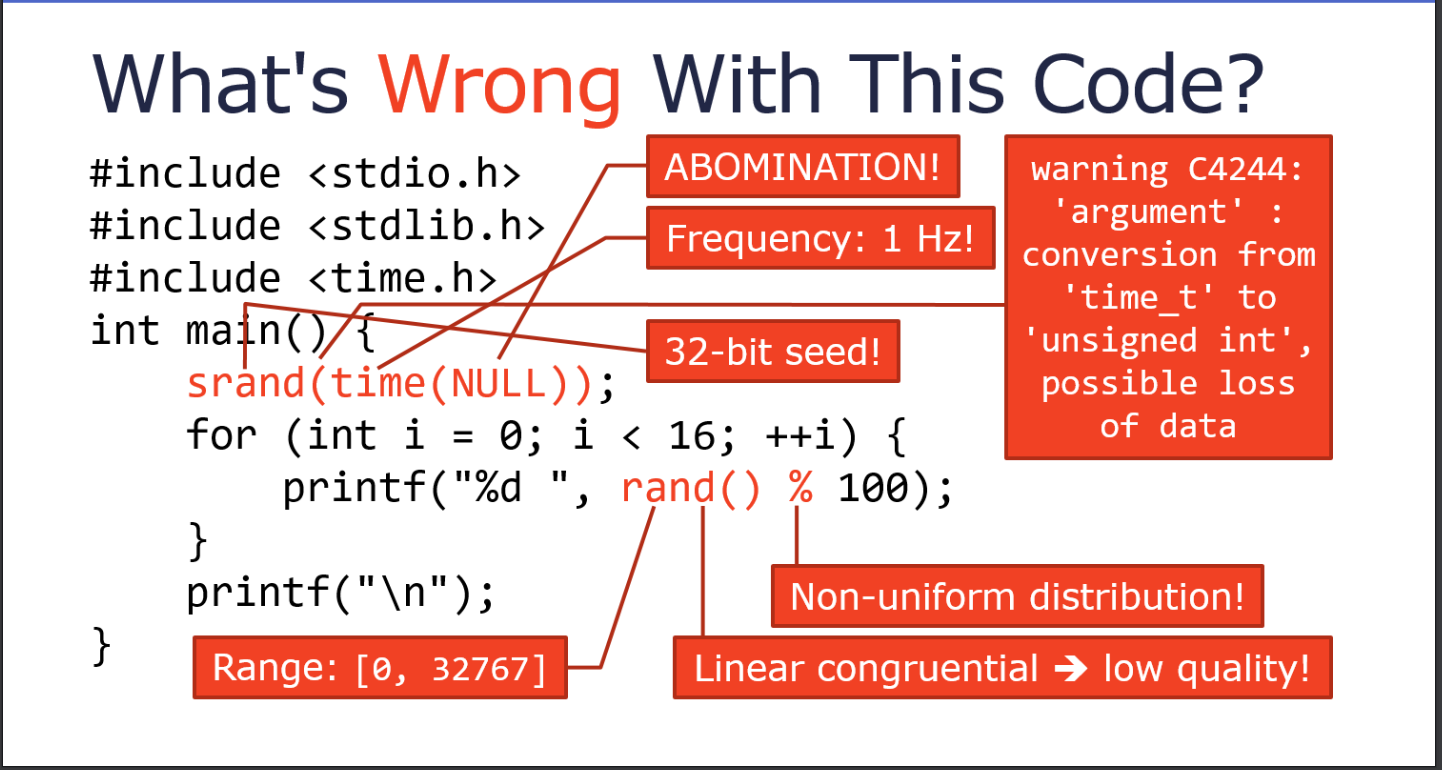 What's Wrong With This Code?
#include <stdio.h>
#include <stdlib.h>
#include <time.h>
int main() {
    srand(time(NULL));
    for (int i = 0; i < 16; ++i) {
        printf("%d ", rand() % 100);
    }
    printf("\n");
}
ABOMINATION!
Frequency: 1 Hz!
32-bit seed!
warning C4244:
'argument' :
conversion from
'time_t' to
'unsigned int',
possible loss
of data
Non-uniform distribution!
Range: [0, 32767]
Linear congruential ➔ low quality!